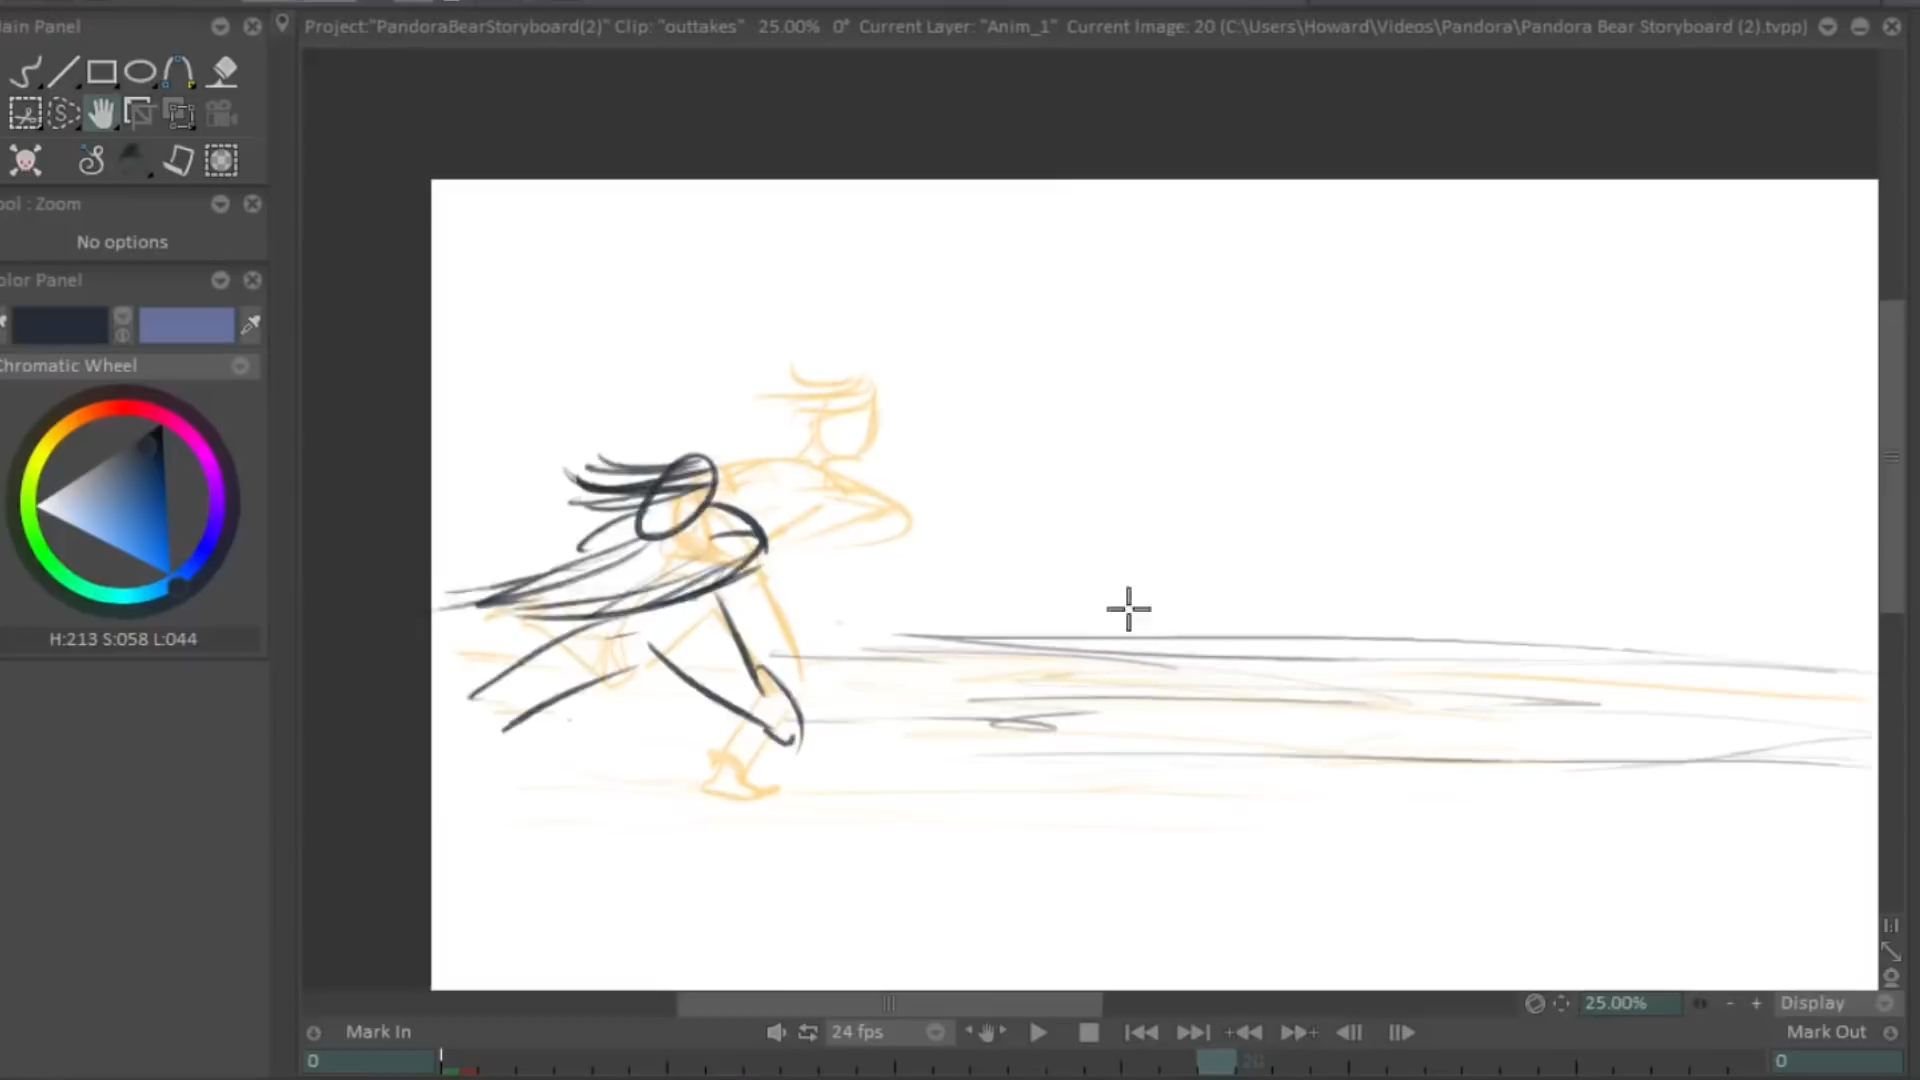 ain Panel
Project:"PandoraBearStoryboard(2)" Clip: "outtakes" 25.00% 0° Current Layer: "Anim_1" Current Image: 20 (C:\Users\Howard\Videos\Pandora\Pandora Bear Storyboard (2).tvpp)
ool : Zoom
No options
olor Panel
Chromatic Wheel
H:213 S:058 L:044
25.00%
Display
Mark In
24 fps
Mark Out
0
20
0